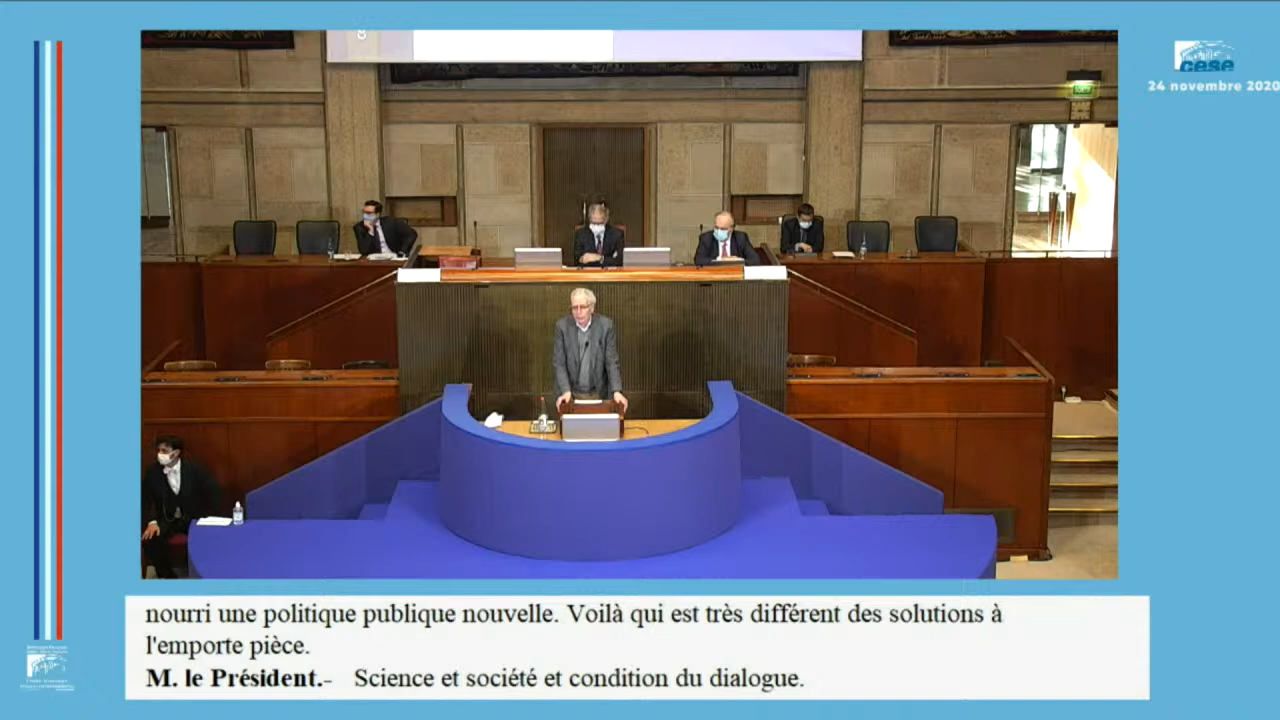 cese
24 novembre 2020
nourri une politique publique nouvelle. Voilà qui est très différent des solutions à
l'emporte pièce.
M. le Président.- Science et société et condition du dialogue.